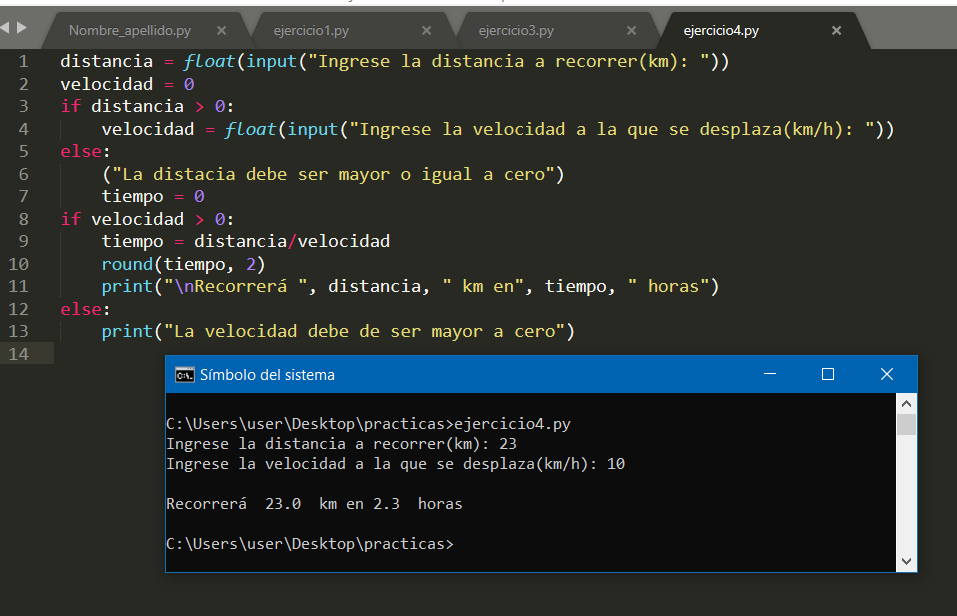 Nombre_apellido.py × ejercicio1.py × ejercicio3.py × ejercicio4.py ×
1 distancia = float(input("Ingrese la distancia a recorrer(km): "))
2 velocidad = 0
3 if distancia > 0:
4     velocidad = float(input("Ingrese la velocidad a la que se desplaza(km/h): "))
5 else:
6     ("La distacia debe ser mayor o igual a cero")
7     tiempo = 0
8 if velocidad > 0:
9     tiempo = distancia/velocidad
10     round(tiempo, 2)
11     print("\nRecorrerá ", distancia, " km en", tiempo, " horas")
12 else:
13     print("La velocidad debe de ser mayor a cero")
14
C:\. Símbolo del sistema
C:\Users\user\Desktop\practicas>ejercicio4.py
Ingrese la distancia a recorrer(km): 23
Ingrese la velocidad a la que se desplaza(km/h): 10
Recorrerá  23.0  km en 2.3  horas
C:\Users\user\Desktop\practicas>